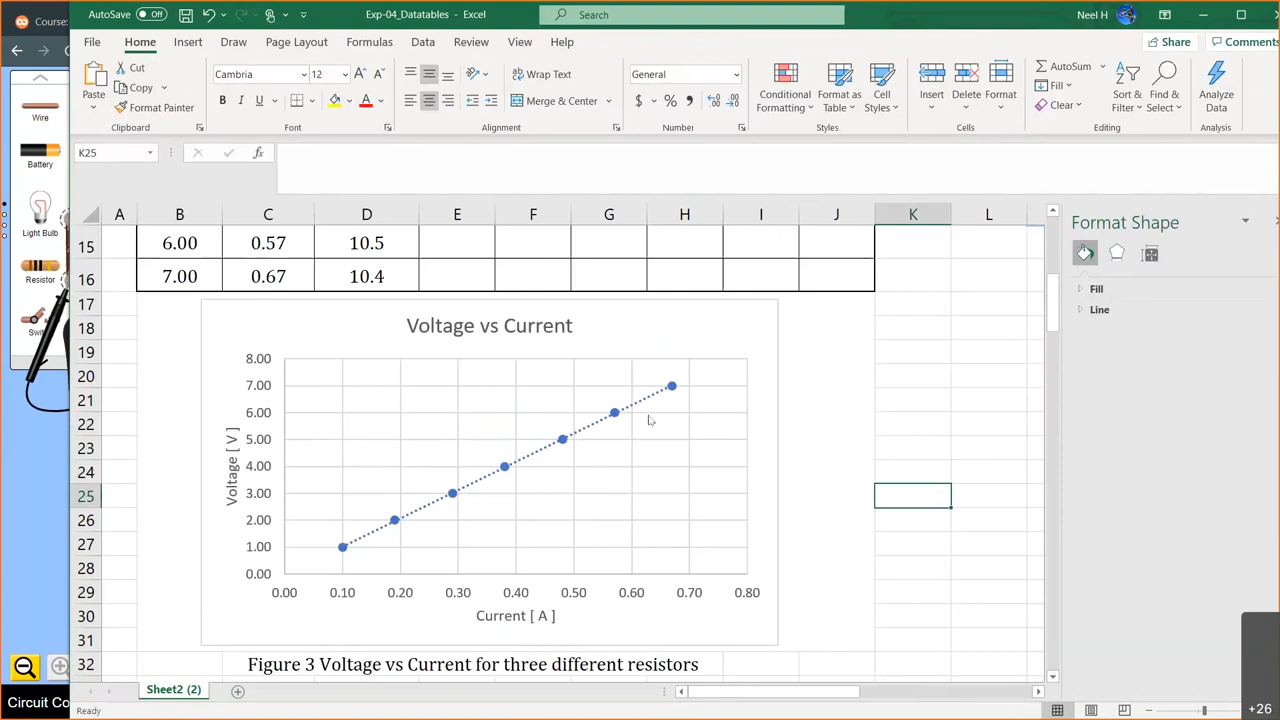 Course:
AutoSave Off Exp-04_Datatables - Excel Search Neel H
File Home Insert Draw Page Layout Formulas Data Review View Help Share Comments
Wire
Battery
Light Bulb
Resistor
Paste Cut Copy Format Painter Clipboard
Cambria 12 A A B I U A Font
Wrap Text Merge & Center Alignment
General $ % Number
Conditional Formatting Format as Table Cell Styles Styles
Insert Delete Format Cells
AutoSum Fill Clear Sort & Filter Find & Select Editing
Analyze Data Analysis
K25 fx
A B C D E F G H I J K L
15 6.00 0.57 10.5
16 7.00 0.67 10.4
17
18
19
20
21
22
23
24
25
26
27
28
29
30
31
32
Voltage vs Current
8.00
7.00
6.00
5.00
4.00
3.00
2.00
1.00
0.00
Voltage [ V ]
0.00 0.10 0.20 0.30 0.40 0.50 0.60 0.70 0.80
Current [ A ]
Figure 3 Voltage vs Current for three different resistors
Format Shape
Fill
Line
Sheet2 (2)
Ready
Circuit Co
+26